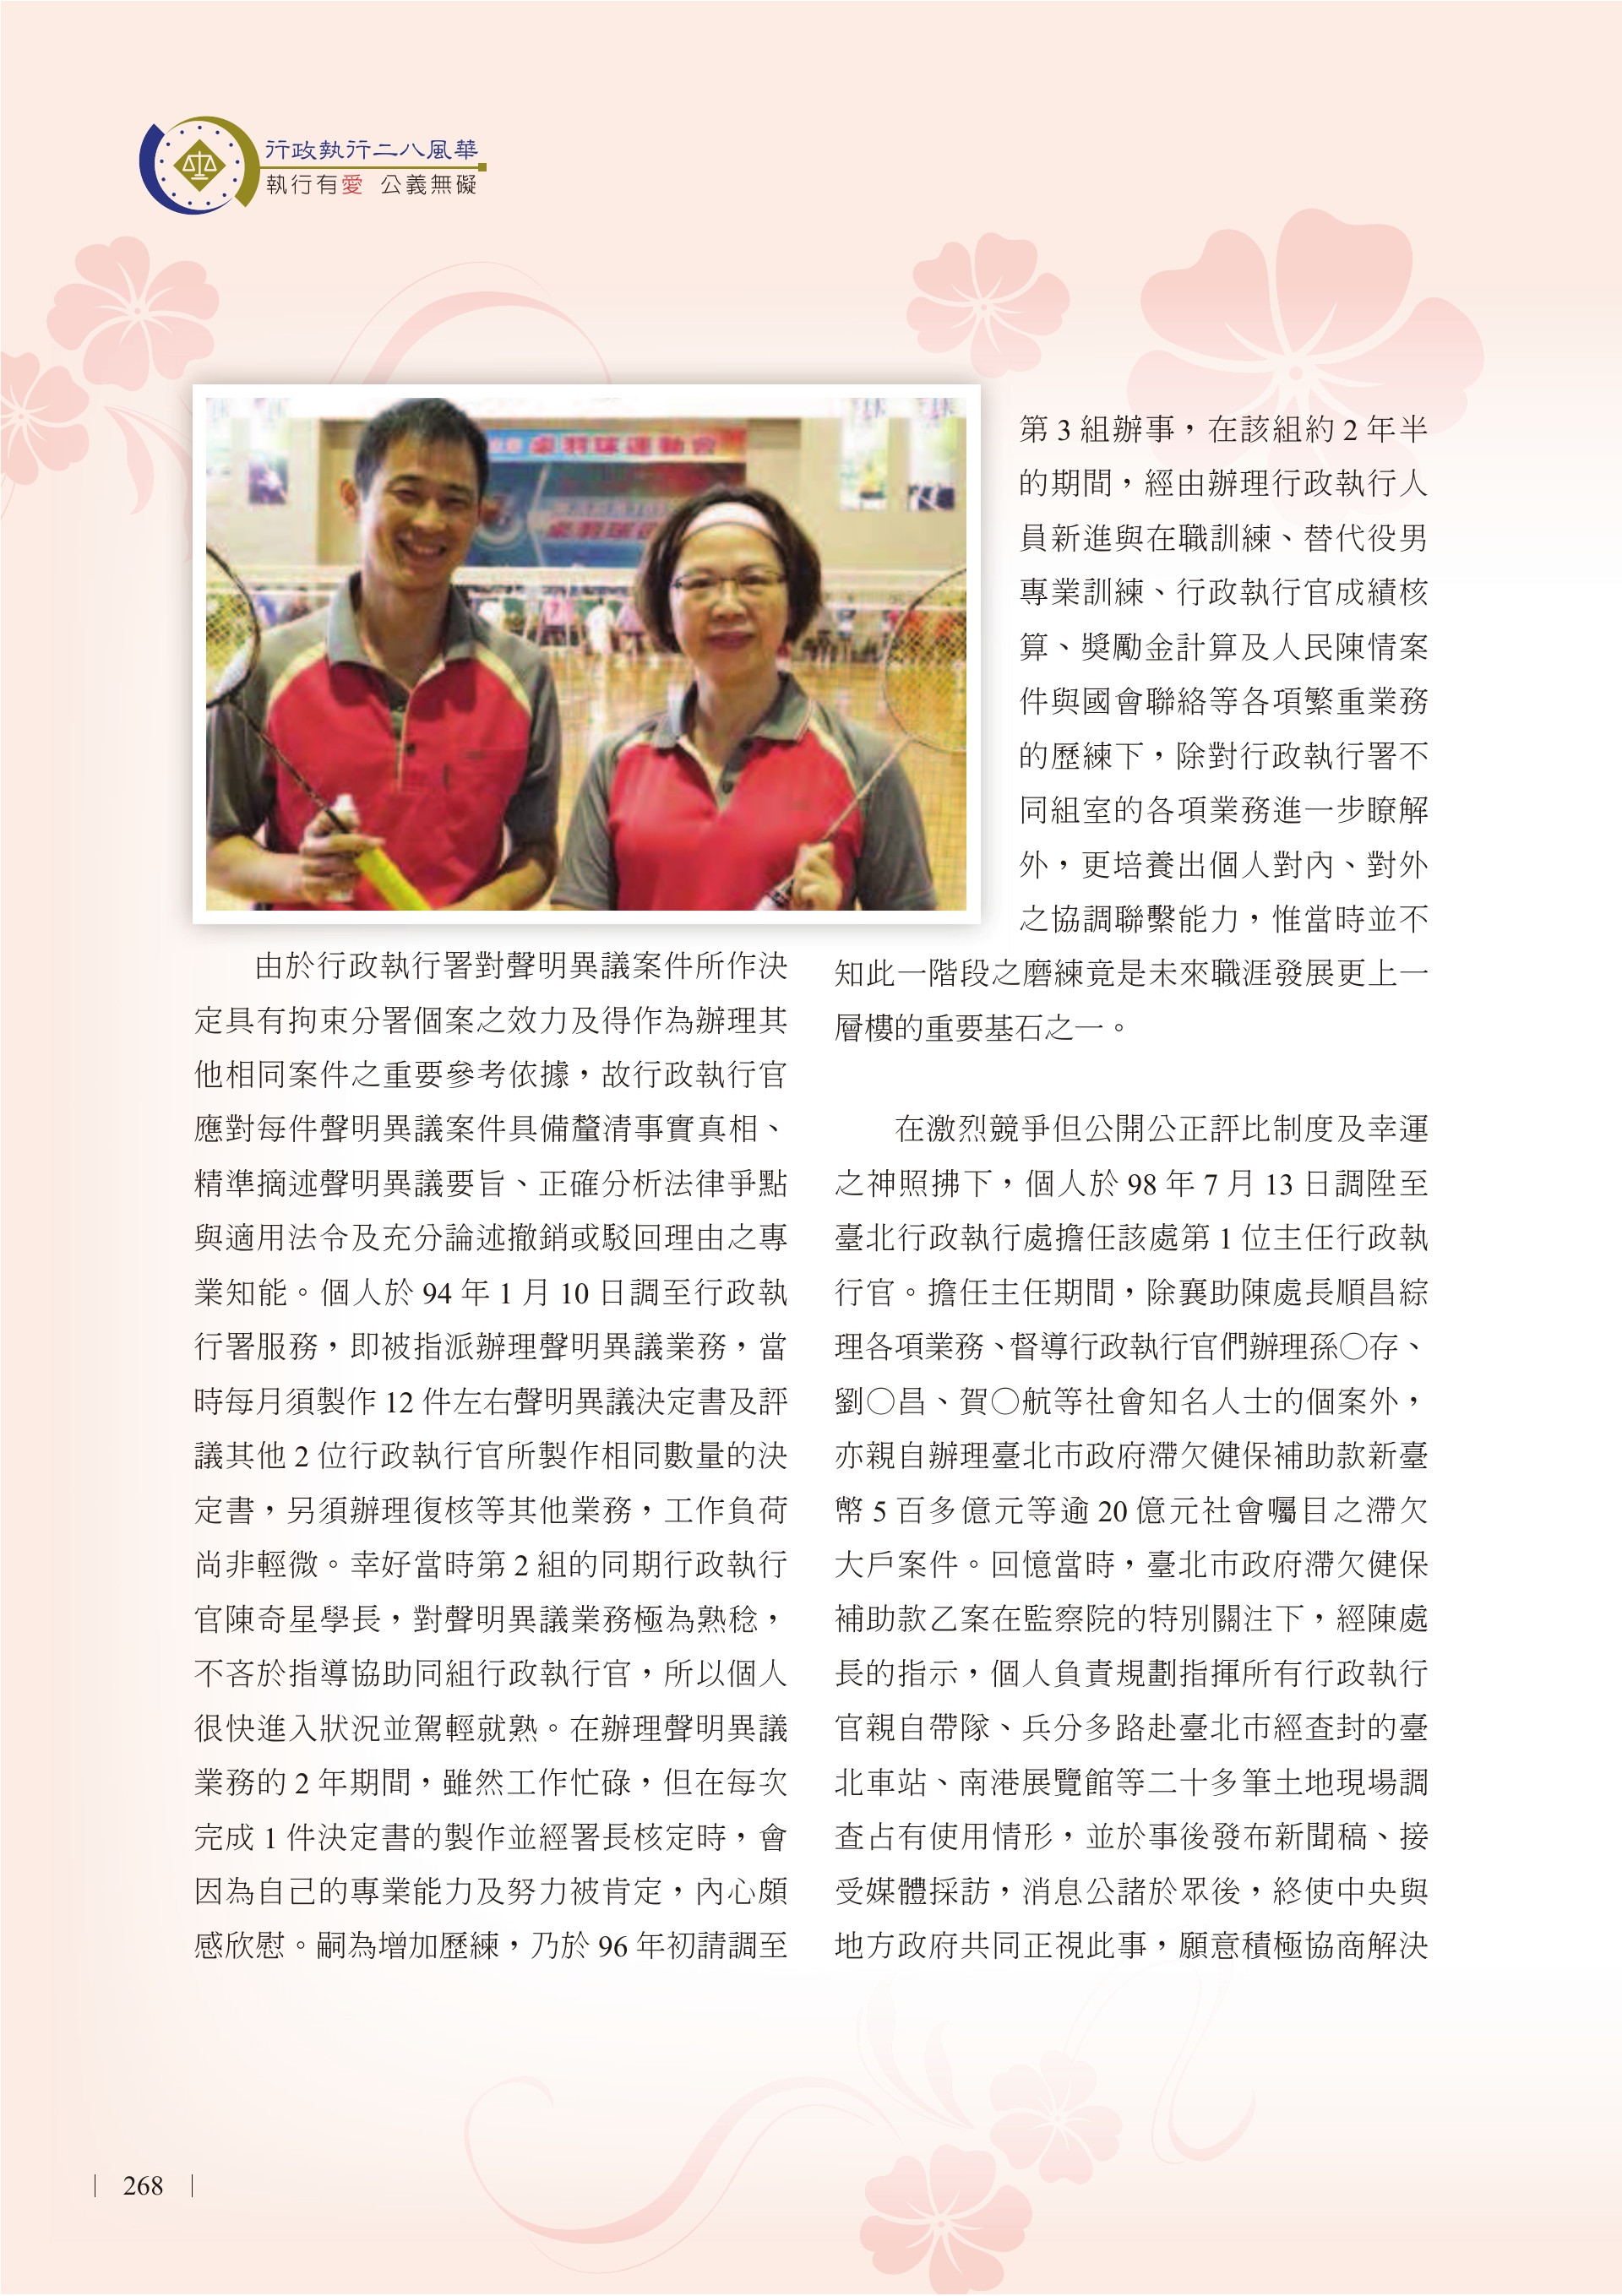 行政執行二八風華
執行有愛 公義無礙
桌羽球運動會
由於行政執行署對聲明異議案件所作決
定具有拘束分署個案之效力及得作為辦理其
他相同案件之重要參考依據，故行政執行官
應對每件聲明異議案件具備釐清事實真相、
精準摘述聲明異議要旨、正確分析法律爭點
與適用法令及充分論述撤銷或駁回理由之專
業知能。個人於 94 年 1 月 10 日調至行政執
行署服務，即被指派辦理聲明異議業務，當
時每月須製作 12 件左右聲明異議決定書及評
議其他 2 位行政執行官所製作相同數量的決
定書，另須辦理復核等其他業務，工作負荷
尚非輕微。幸好當時第 2 組的同期行政執行
官陳奇星學長，對聲明異議業務極為熟稔，
不吝於指導協助同組行政執行官，所以個人
很快進入狀況並駕輕就熟。在辦理聲明異議
業務的 2 年期間，雖然工作忙碌，但在每次
完成 1 件決定書的製作並經署長核定時，會
因為自己的專業能力及努力被肯定，內心頗
感欣慰。嗣為增加歷練，乃於 96 年初請調至
第 3 組辦事，在該組約 2 年半
的期間，經由辦理行政執行人
員新進與在職訓練、替代役男
專業訓練、行政執行官成績核
算、獎勵金計算及人民陳情案
件與國會聯絡等各項繁重業務
的歷練下，除對行政執行署不
同組室的各項業務進一步瞭解
外，更培養出個人對內、對外
之協調聯繫能力，惟當時並不
知此一階段之磨練竟是未來職涯發展更上一
層樓的重要基石之一。
在激烈競爭但公開公正評比制度及幸運
之神照拂下，個人於 98 年 7 月 13 日調陞至
臺北行政執行處擔任該處第 1 位主任行政執
行官。擔任主任期間，除襄助陳處長順昌綜
理各項業務、督導行政執行官們辦理孫○存、
劉○昌、賀○航等社會知名人士的個案外，
亦親自辦理臺北市政府滯欠健保補助款新臺
幣 5 百多億元等逾 20 億元社會囑目之滯欠
大戶案件。回憶當時，臺北市政府滯欠健保
補助款乙案在監察院的特別關注下，經陳處
長的指示，個人負責規劃指揮所有行政執行
官親自帶隊、兵分多路赴臺北市經查封的臺
北車站、南港展覽館等二十多筆土地現場調
查占有使用情形，並於事後發布新聞稿、接
受媒體採訪，消息公諸於眾後，終使中央與
地方政府共同正視此事，願意積極協商解決
268